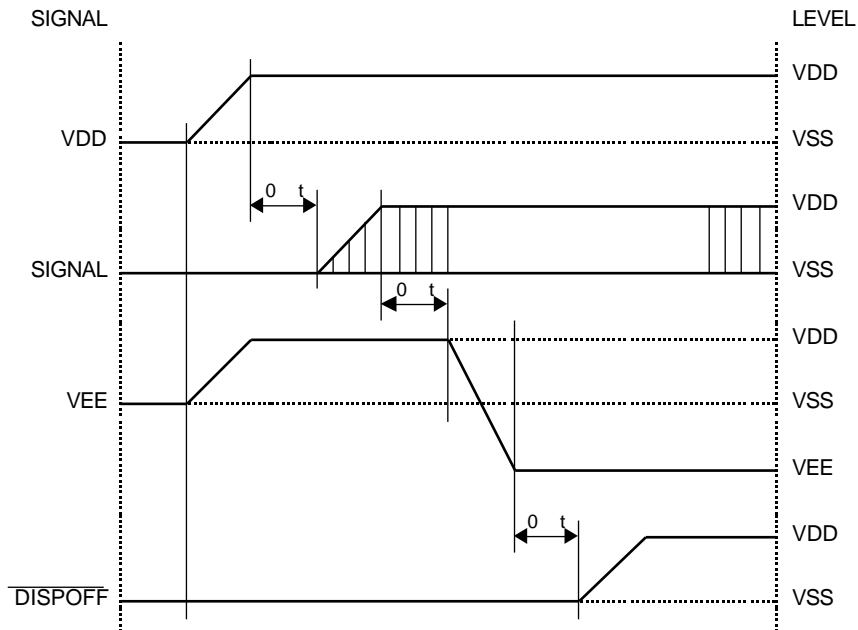 SIGNAL LEVEL
VDD
VDD VSS
0 t VDD
SIGNAL VSS
0 t
VDD
VEE VSS
VEE
0 t VDD
DISPOFF VSS